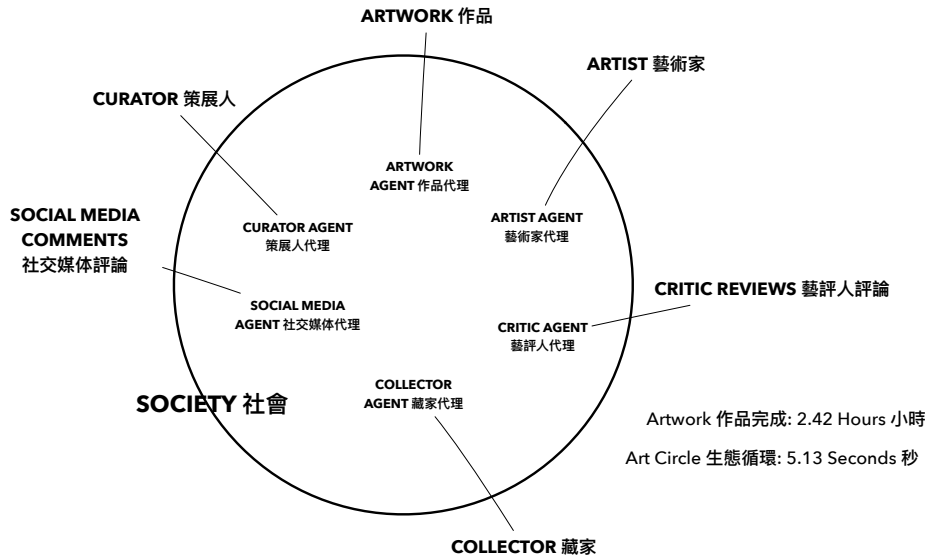 ARTWORK 作品
ARTIST 藝術家
CURATOR 策展人
ARTWORK
AGENT 作品代理
SOCIAL MEDIA
COMMENTS
社交媒体評論
CURATOR AGENT
策展人代理
ARTIST AGENT
藝術家代理
CRITIC REVIEWS 藝評人評論
SOCIAL MEDIA
AGENT 社交媒体代理
CRITIC AGENT
藝評人代理
COLLECTOR
AGENT 藏家代理
SOCIETY 社會
Artwork 作品完成: 2.42 Hours 小時
Art Circle 生態循環: 5.13 Seconds 秒
COLLECTOR 藏家